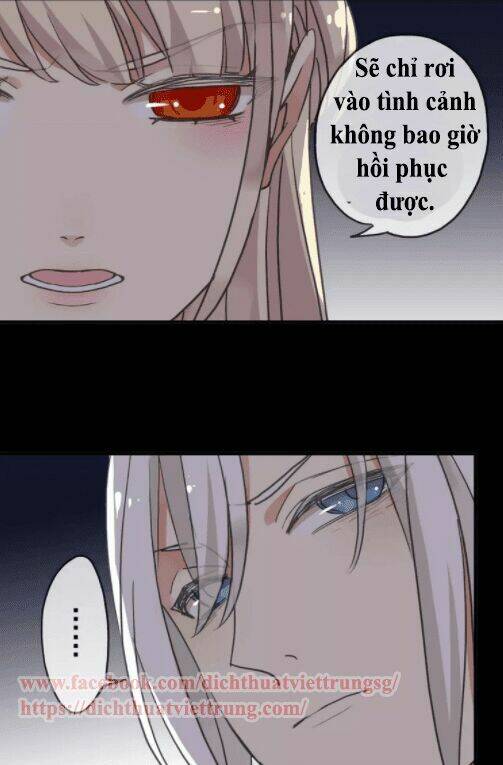 Sẽ chỉ rơi
vào tình cảnh
không bao giờ
hồi phục
được.
......
www.facebook.com/dichthuatviettrungsg/
https://dichthuatviettrung.com/